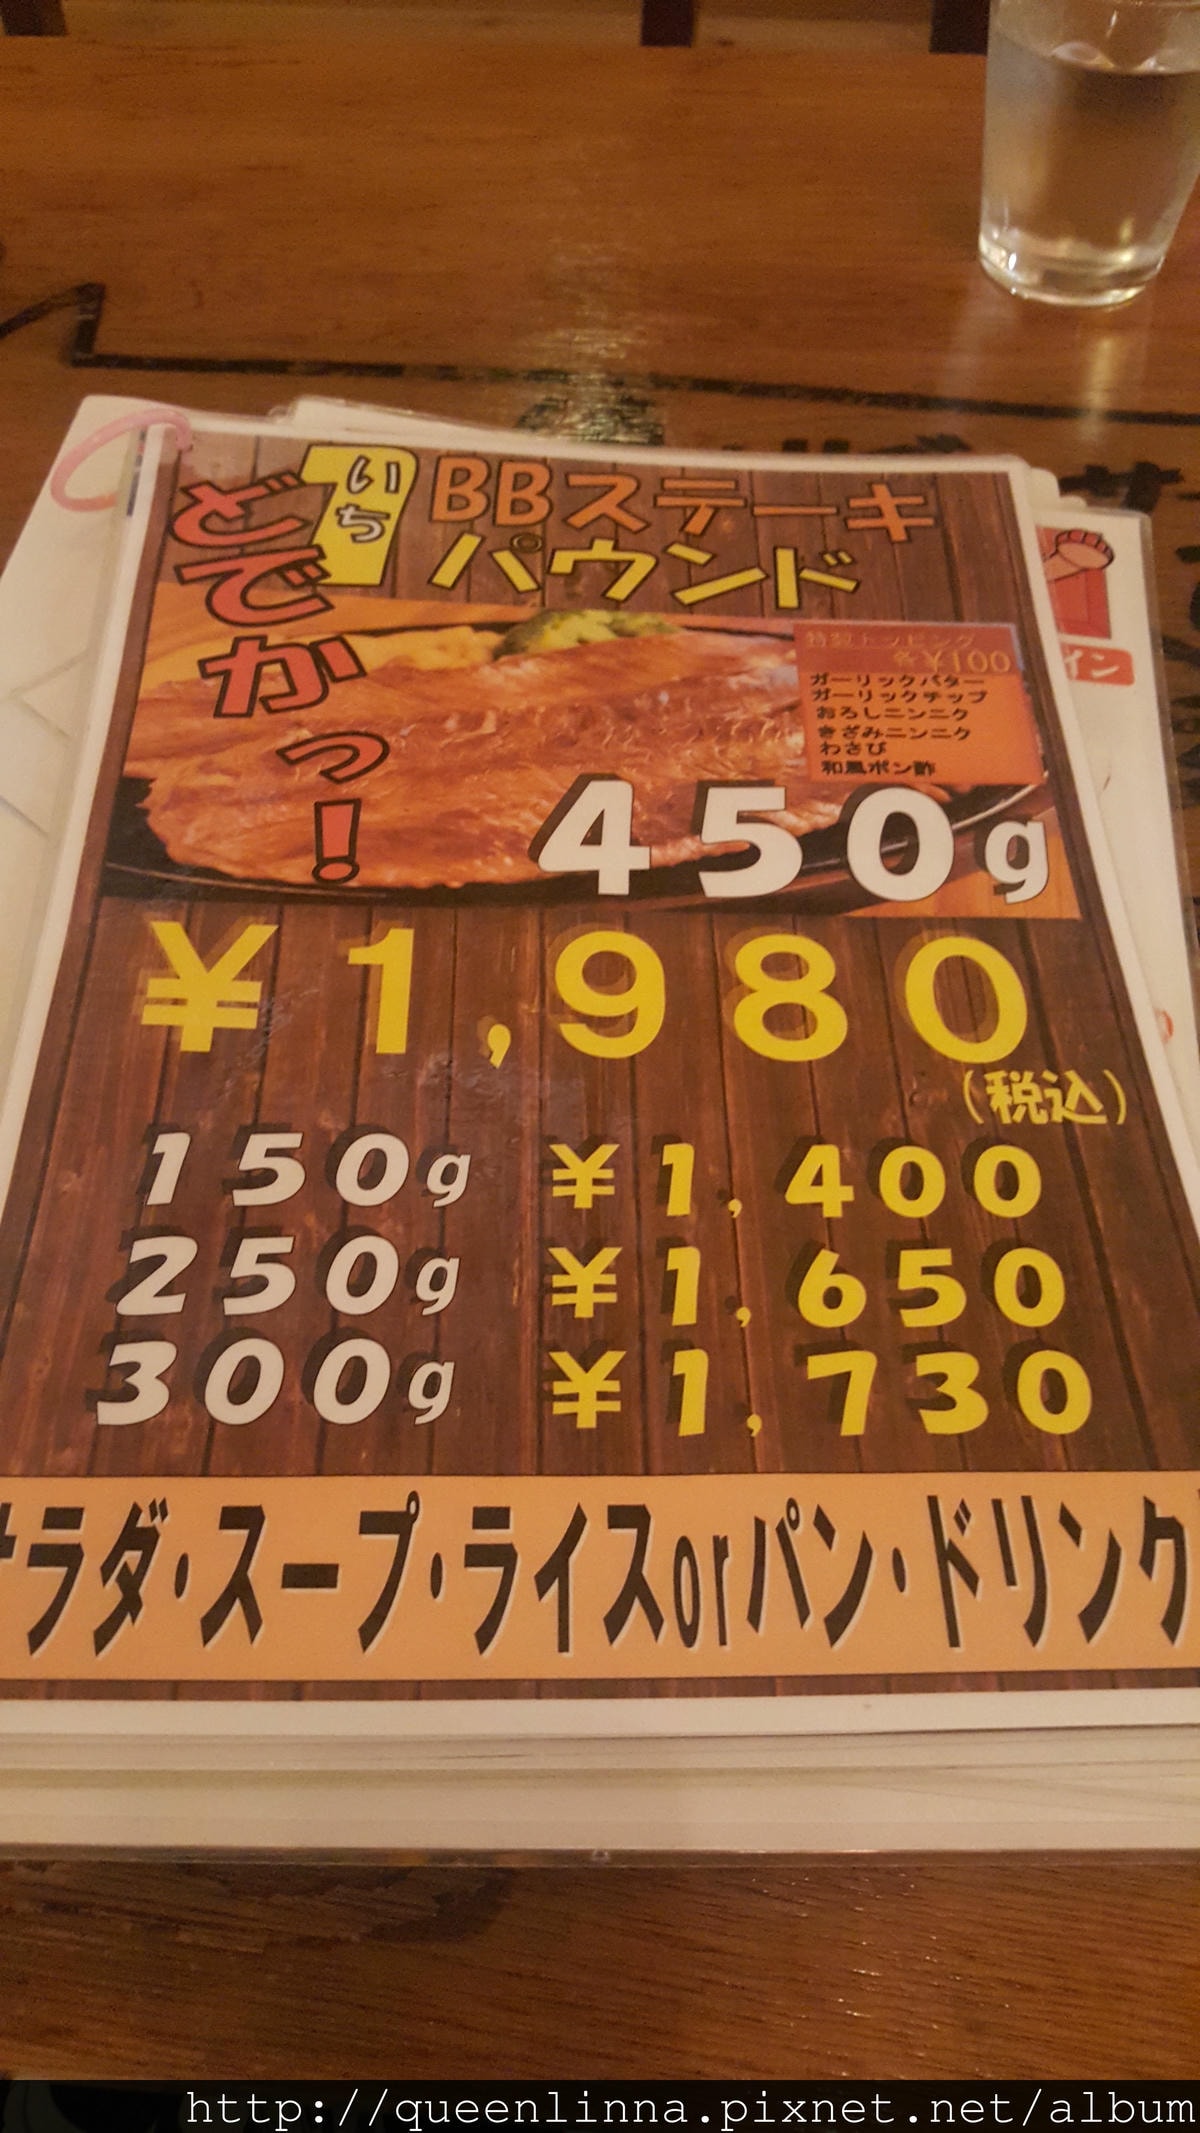 どでかっ!
いち
1
BBステーキ
パウンド
特製トッピング
各¥100
ガーリックバター
ガーリックチップ
おろしニンニク
きざみニンニク
わさび
和風ポン酢
450g
¥1,980
(税込)
150g ¥1,400
250g ¥1,650
300g ¥1,730
サラダ・スープ・ライスorパン・ドリンク
イン
http://queenlinna.pixnet.net/album